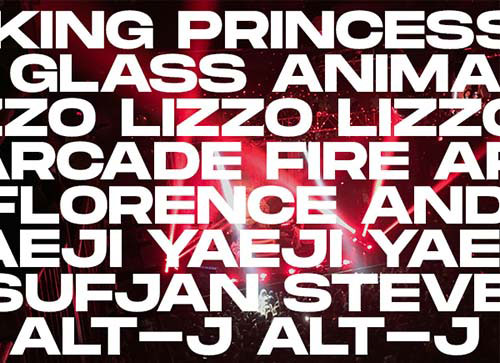 KING PRINCESS
GLASS ANIMA
ZZO LIZZO LIZZO
ARCADE FIRE AR
FLORENCE AND
AEJI YAEJI YAE
SUFJAN STEVE
ALT–J ALT–J